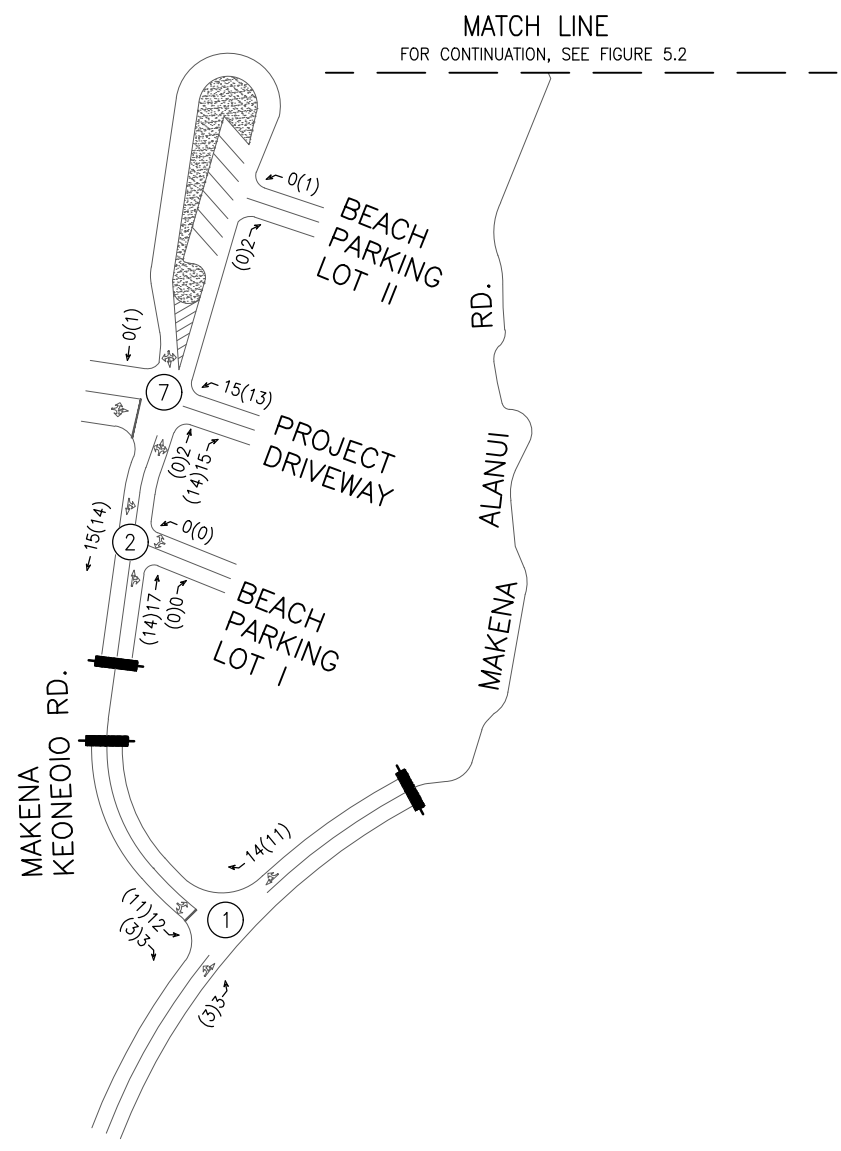 MATCH LINE
FOR CONTINUATION, SEE FIGURE 5.2
0(1)
BEACH
PARKING
LOT II
(0)2
RD.
0(1)
7
15(13)
PROJECT
DRIVEWAY
(0)2
(14)15
ALANUI
15(14)
2
0(0)
(14)17
(0)0
BEACH
PARKING
LOT I
MAKENA
MAKENA
KEONEOIO RD.
14(11)
(11)12
(3)3
1
(3)3